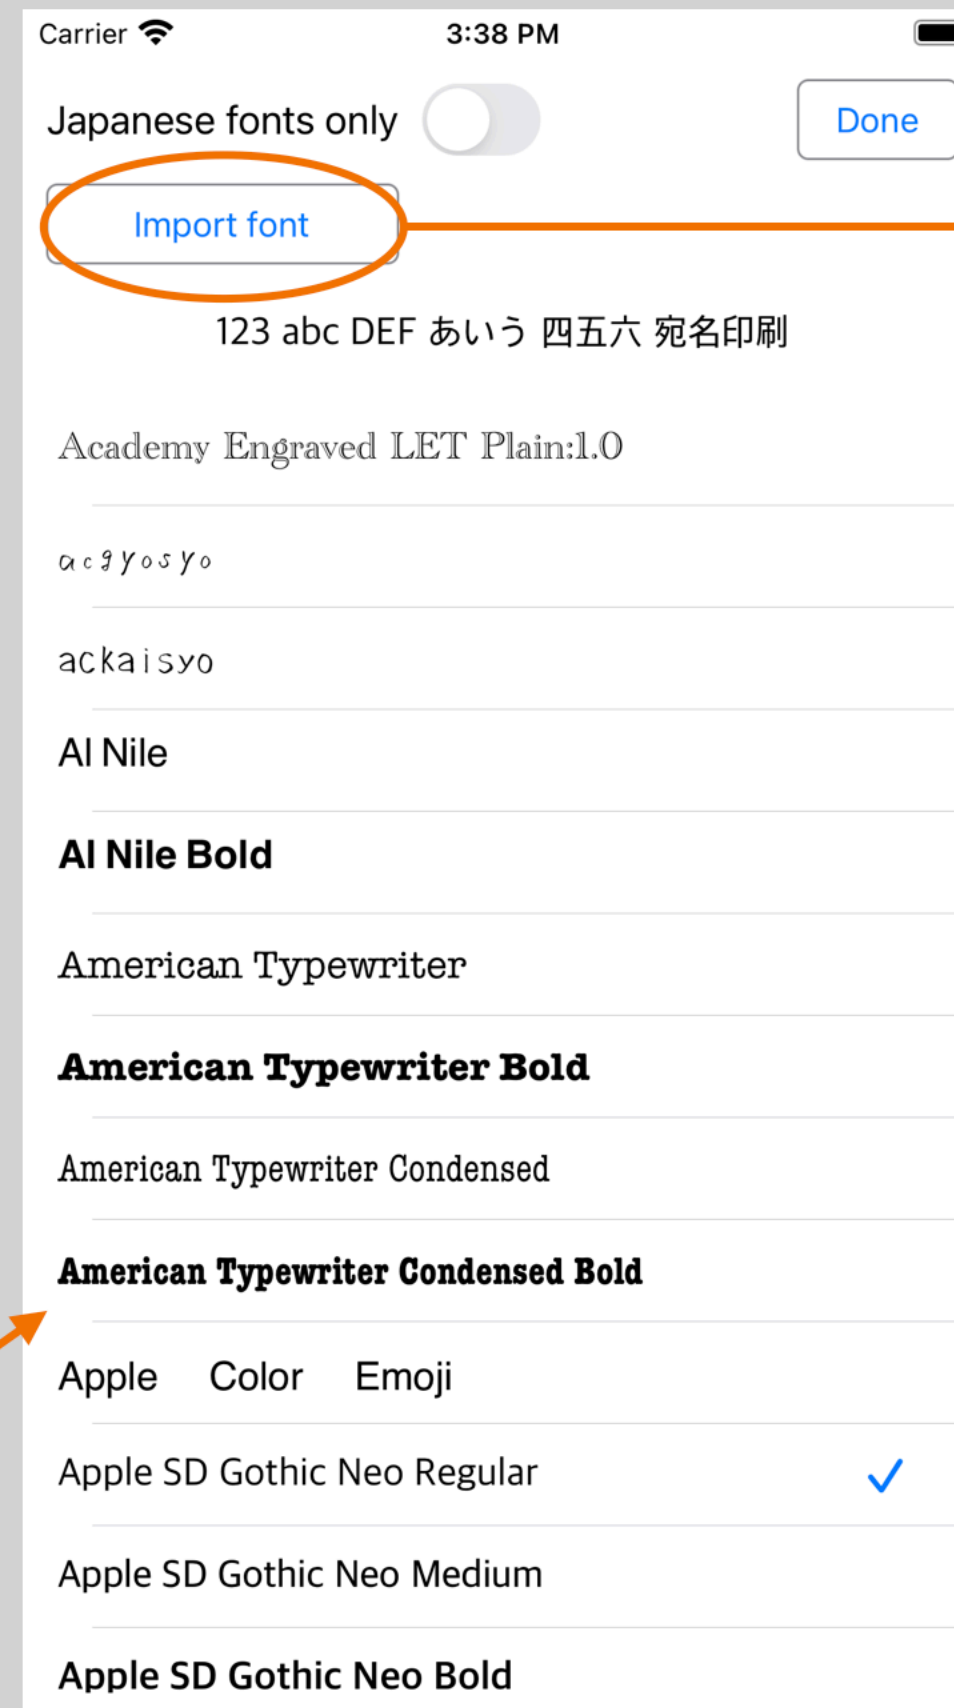 Carrier 3:38 PM
Japanese fonts only Done
Import font
123 abc DEF あいう 四五六 宛名印刷
Academy Engraved LET Plain:1.0
acgyosyo
ackaisyo
Al Nile
Al Nile Bold
American Typewriter
American Typewriter Bold
American Typewriter Condensed
American Typewriter Condensed Bold
Apple Color Emoji
Apple SD Gothic Neo Regular
Apple SD Gothic Neo Medium
Apple SD Gothic Neo Bold